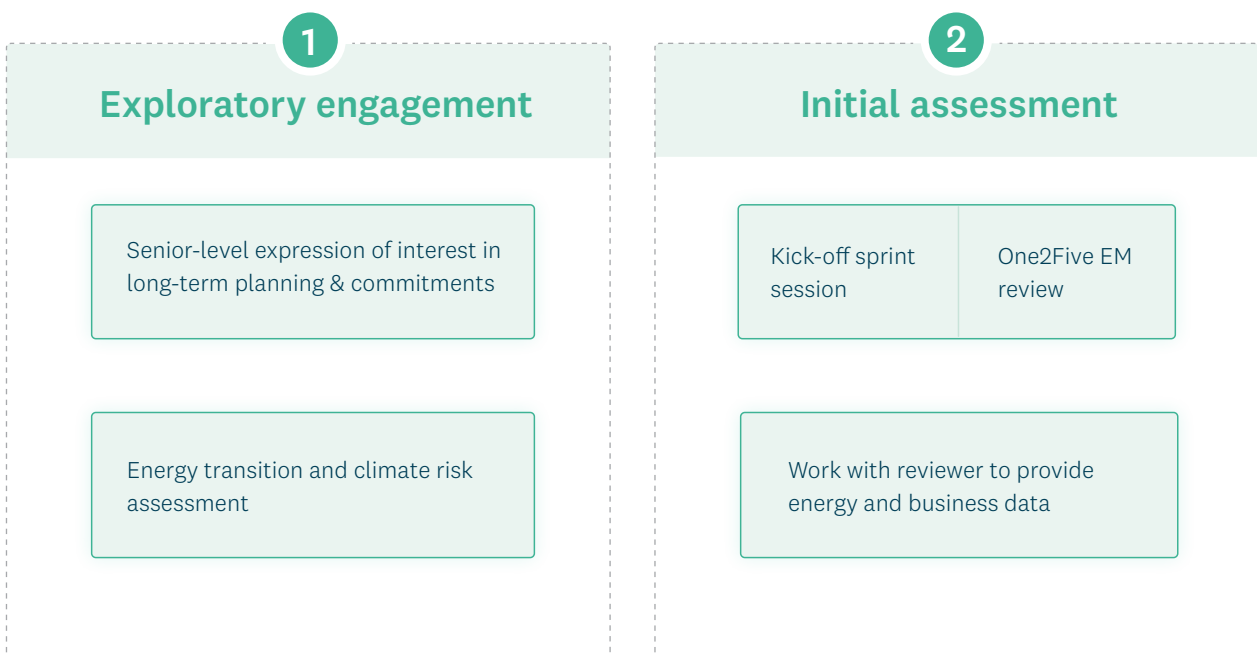 1
Exploratory engagement
Senior-level expression of interest in
long-term planning & commitments
Energy transition and climate risk
assessment
2
Initial assessment
Kick-off sprint
session
One2Five EM
review
Work with reviewer to provide
energy and business data